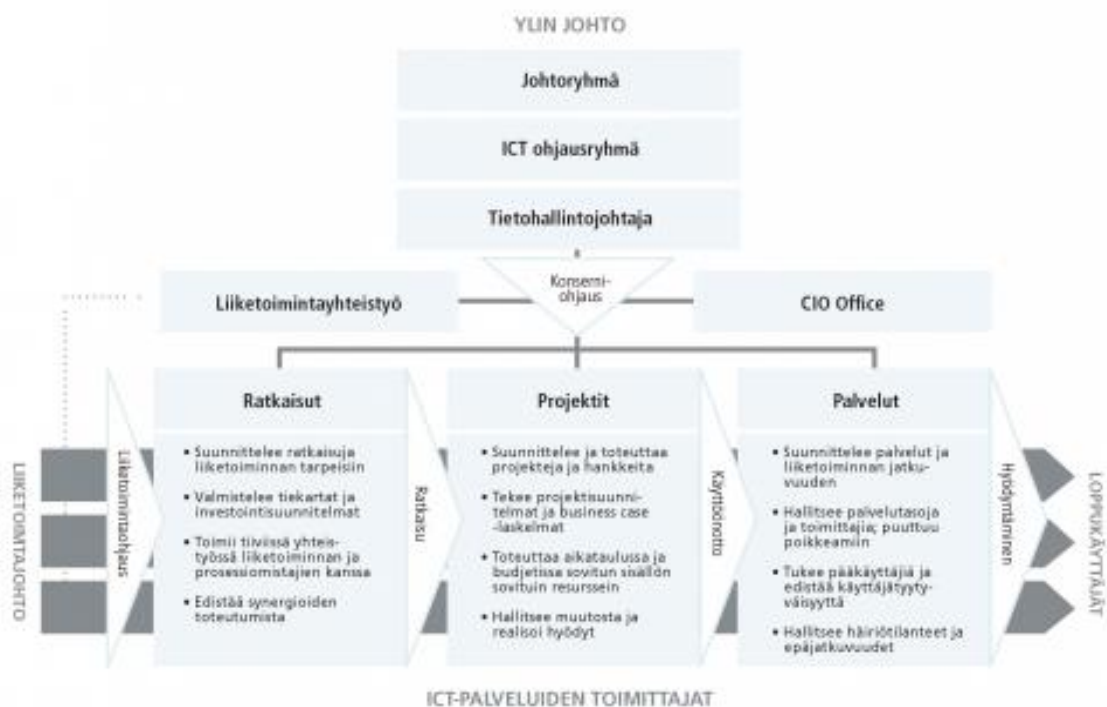 YLIN JOHTO
Johtoryhmä
ICT ohjausryhmä
Tietohallintojohtaja
Konserni-
ohjaus
Liiketoimintayhteistyö
CIO Office
LIIKETOIMITAJOHTO
Liiketoimintaohjaus
Ratkaisut
• Suunnittelee ratkaisuja
liiketoiminnan tarpeisiin
• Valmistelee tiekartat ja
investointisuunnitelmat
• Toimii tiiviissä yhteis-
työssä liiketoiminnan ja
prosessiomistajien kanssa
• Edistää synergioiden
toteutumista
Ratkaisu
Projektit
• Suunnittelee ja toteuttaa
projekteja ja hankkeita
• Tekee projektisuunni-
telmat ja business case
-laskelmat
• Toteuttaa aikataulussa ja
budjetissa sovitun sisällön
sovituin resurssein
• Hallitsee muutosta ja
realisoi hyödyt
Käyttöönotto
Palvelut
• Suunnittelee palvelut ja
liiketoiminnan jatku-
vuuden
• Hallitsee palvelutasoja
ja toimittajia; puuttuu
poikkeamiin
• Tukee pääkäyttäjiä ja
edistää käyttäjätyyty-
väisyyttä
• Hallitsee häiriötilanteet ja
epäjatkuvuudet
Hyödyntäminen
LOPPUKÄYTTÄJÄT
ICT-PALVELUIDEN TOIMITTAJAT